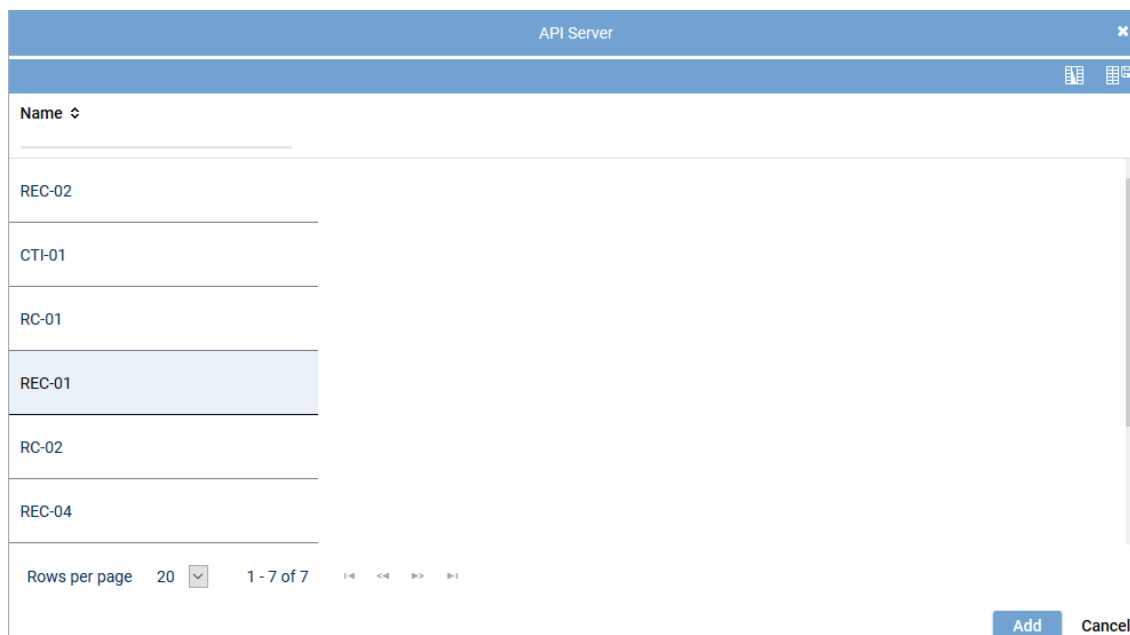 API Server
Name
REC-02
CTI-01
RC-01
REC-01
RC-02
REC-04
Rows per page 20 1 - 7 of 7
Add Cancel